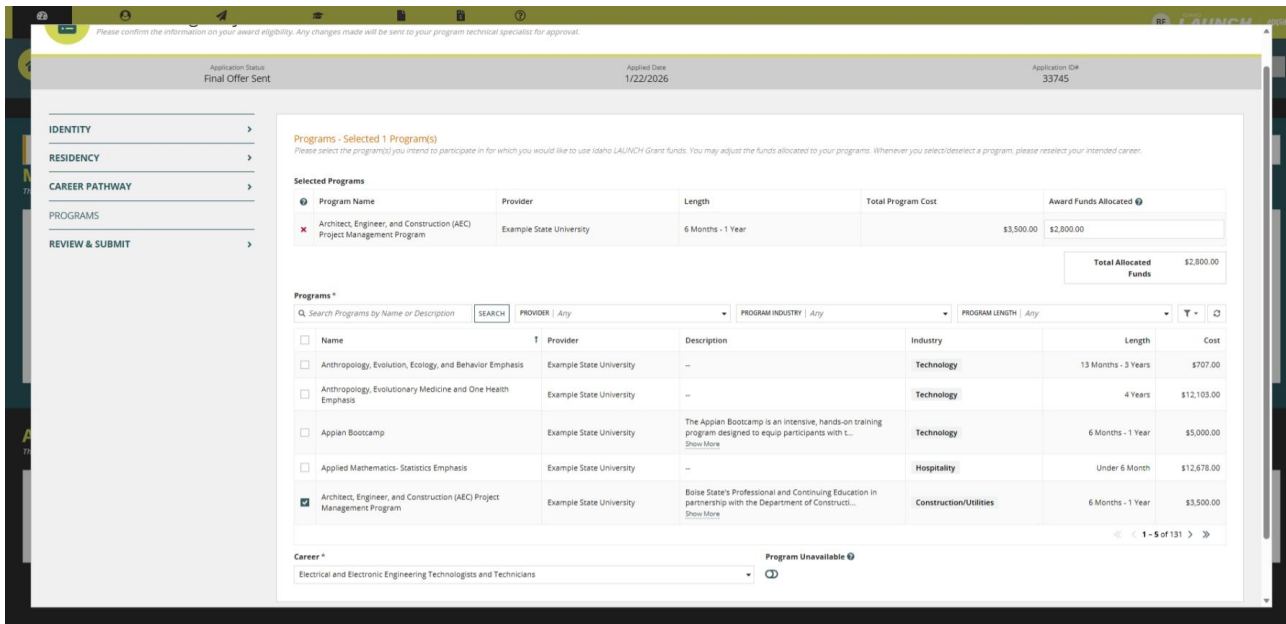 BE
LAUNCH
Please confirm the information on your award eligibility. Any changes made will be sent to your program technical specialist for approval.
Application Status
Final Offer Sent
Applied Date
1/22/2026
Application ID#
33745
IDENTITY
RESIDENCY
CAREER PATHWAY
PROGRAMS
REVIEW & SUBMIT
Programs - Selected 1 Program(s)
Please select the program(s) you intend to participate in for which you would like to use Idaho LAUNCH Grant funds. You may adjust the funds allocated to your programs. Whenever you select/deselect a program, please reselect your intended career.
Selected Programs
Program Name Provider Length Total Program Cost Award Funds Allocated
Architect, Engineer, and Construction (AEC)
Project Management Program
Example State University 6 Months - 1 Year $3,500.00 $2,800.00
Total Allocated
Funds
$2,800.00
Programs *
Search Programs by Name or Description SEARCH PROVIDER | Any PROGRAM INDUSTRY | Any PROGRAM LENGTH | Any
Name ↑ Provider Description Industry Length Cost
Anthropology, Evolution, Ecology, and Behavior Emphasis Example State University -- Technology 13 Months - 3 Years $707.00
Anthropology, Evolutionary Medicine and One Health
Emphasis
Example State University -- Technology 4 Years $12,103.00
Appian Bootcamp Example State University
The Appian Bootcamp is an intensive, hands-on training
program designed to equip participants with t...
Show More
Technology 6 Months - 1 Year $5,000.00
Applied Mathematics- Statistics Emphasis Example State University -- Hospitality Under 6 Month $12,678.00
Architect, Engineer, and Construction (AEC) Project
Management Program
Example State University
Boise State's Professional and Continuing Education in
partnership with the Department of Constructi...
Show More
Construction/Utilities 6 Months - 1 Year $3,500.00
1 - 5 of 131
Career *
Electrical and Electronic Engineering Technologists and Technicians
Program Unavailable